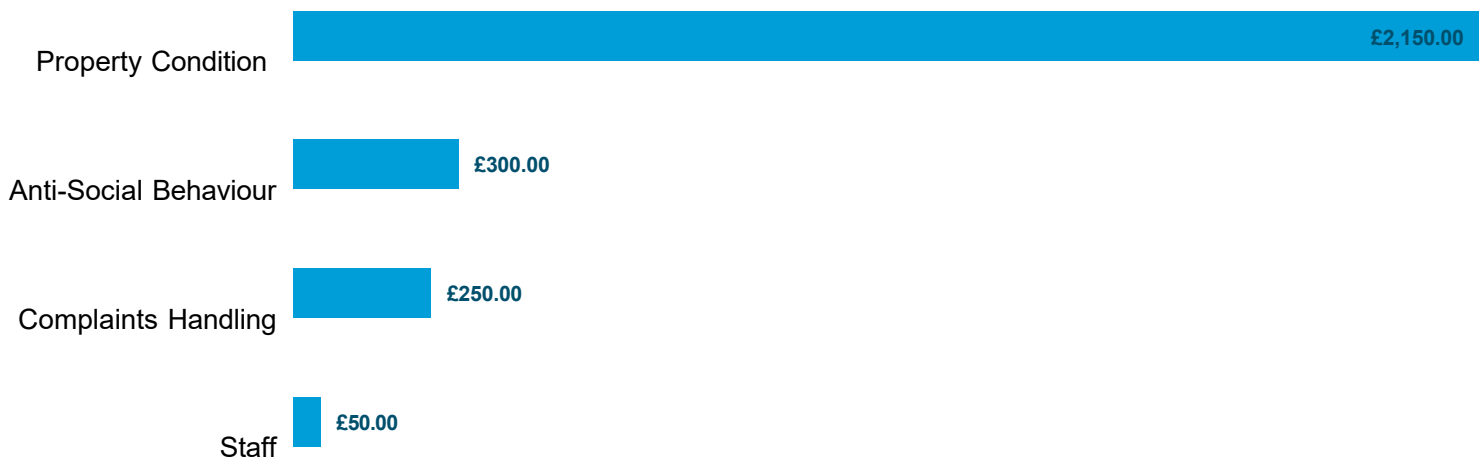 Property Condition £2,150.00
Anti-Social Behaviour £300.00
Complaints Handling £250.00
Staff £50.00